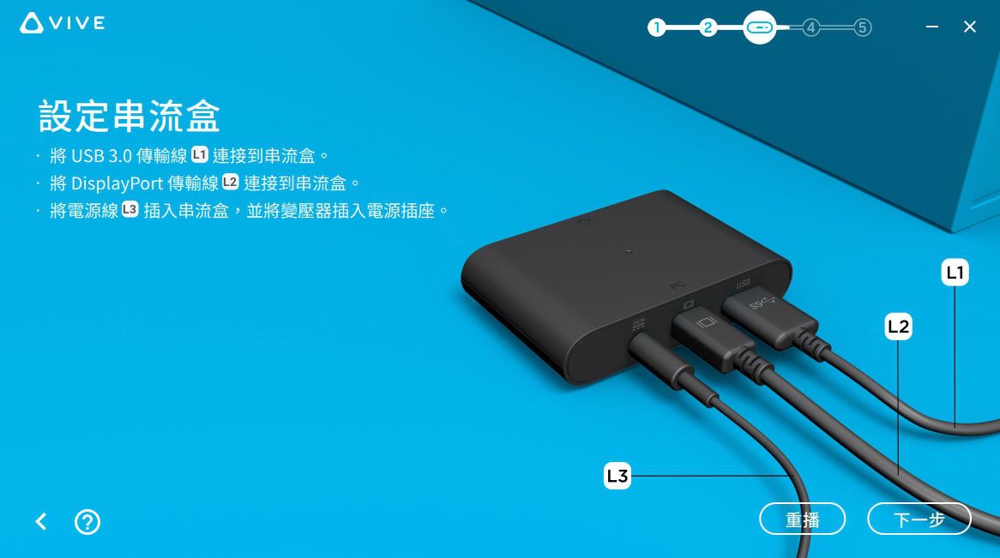 VIVE
1 2 4 5
設定串流盒
· 將 USB 3.0 傳輸線 L1 連接到串流盒。
· 將 DisplayPort 傳輸線 L2 連接到串流盒。
· 將電源線 L3 插入串流盒，並將變壓器插入電源插座。
PC
USB
SS
DCIN
L1
L2
L3
重播
下一步